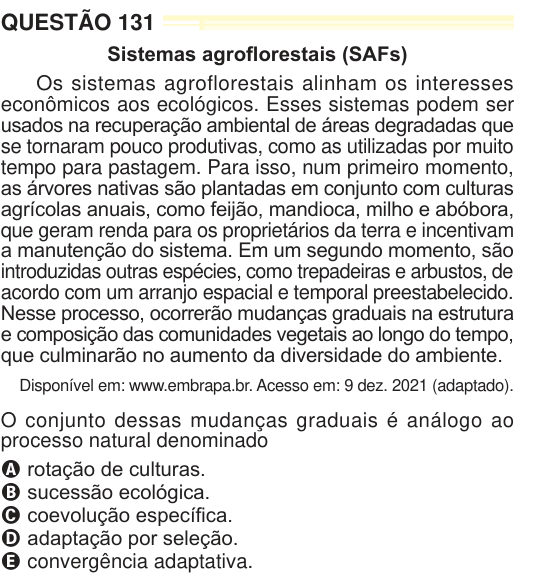 QUESTÃO 131
Sistemas agroflorestais (SAFs)
Os sistemas agroflorestais alinham os interesses
econômicos aos ecológicos. Esses sistemas podem ser
usados na recuperação ambiental de áreas degradadas que
se tornaram pouco produtivas, como as utilizadas por muito
tempo para pastagem. Para isso, num primeiro momento,
as árvores nativas são plantadas em conjunto com culturas
agrícolas anuais, como feijão, mandioca, milho e abóbora,
que geram renda para os proprietários da terra e incentivam
a manutenção do sistema. Em um segundo momento, são
introduzidas outras espécies, como trepadeiras e arbustos, de
acordo com um arranjo espacial e temporal preestabelecido.
Nesse processo, ocorrerão mudanças graduais na estrutura
e composição das comunidades vegetais ao longo do tempo,
que culminarão no aumento da diversidade do ambiente.
Disponível em: www.embrapa.br. Acesso em: 9 dez. 2021 (adaptado).
O conjunto dessas mudanças graduais é análogo ao
processo natural denominado
A rotação de culturas.
B sucessão ecológica.
C coevolução específica.
D adaptação por seleção.
E convergência adaptativa.